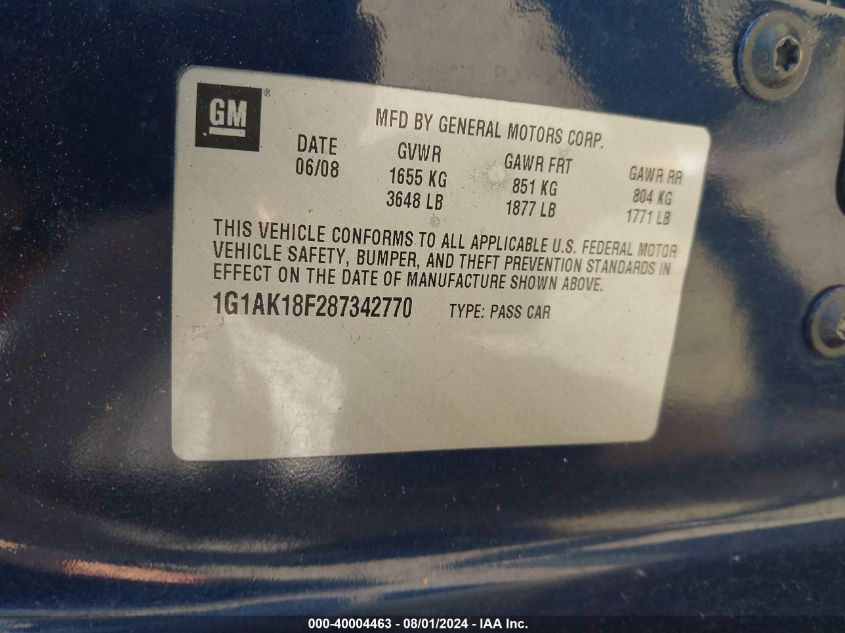 GM ®
MFD BY GENERAL MOTORS CORP.
DATE GVWR GAWR FRT GAWR RR
06/08 1655 KG 851 KG 804 KG
3648 LB 1877 LB 1771 LB
THIS VEHICLE CONFORMS TO ALL APPLICABLE U.S. FEDERAL MOTOR
VEHICLE SAFETY, BUMPER, AND THEFT PREVENTION STANDARDS IN
EFFECT ON THE DATE OF MANUFACTURE SHOWN ABOVE.
1G1AK18F287342770 TYPE: PASS CAR
000-40004463 - 08/01/2024 - IAA Inc.